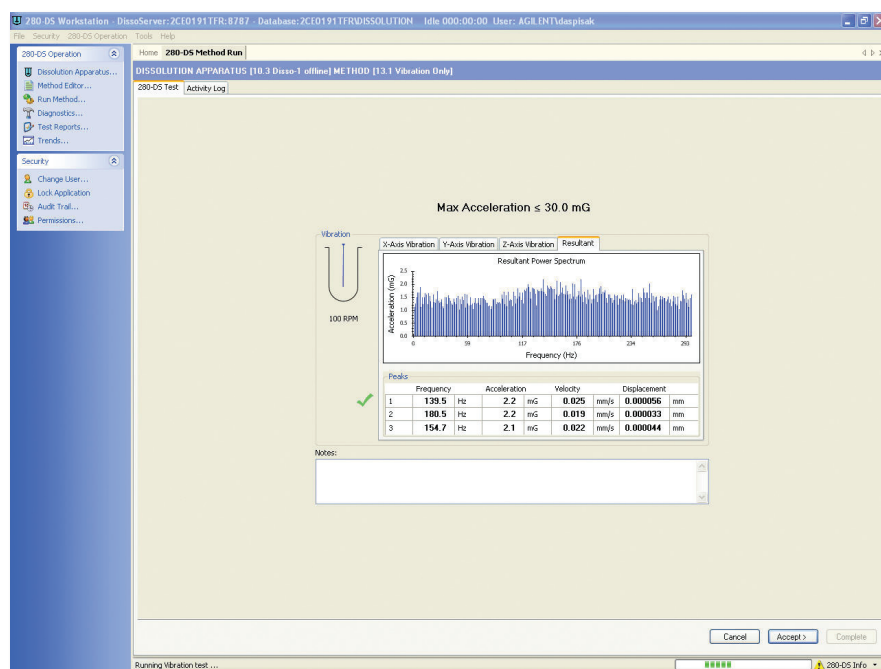 280-DS Workstation - DissoServer:2CE0191TFR:8787 - Database:2CE0191TFR\DISSOLUTION Idle 000:00:00 User: AGILENT\daspisak
File Security 280-DS Operation Tools Help
280-DS Operation
Dissolution Apparatus...
Method Editor...
Run Method...
Diagnostics...
Test Reports...
Trends...
Security
Change User...
Lock Application
Audit Trail...
Permissions...
Home 280-DS Method Run
DISSOLUTION APPARATUS [10.3 Disso-1 offline] METHOD [13.1 Vibration Only]
280-DS Test Activity Log
Max Acceleration ≤ 30.0 mG
Vibration
100 RPM
X-Axis Vibration Y-Axis Vibration Z-Axis Vibration Resultant
Resultant Power Spectrum
Acceleration (mG)
2.5
2.0
1.5
1.0
0.5
0.0
0 59 117 176 234 293
Frequency (Hz)
Peaks
Frequency Acceleration Velocity Displacement
1 139.5 Hz 2.2 mG 0.025 mm/s 0.000056 mm
2 180.5 Hz 2.2 mG 0.019 mm/s 0.000033 mm
3 154.7 Hz 2.1 mG 0.022 mm/s 0.000044 mm
Notes:
Cancel Accept > Complete
Running Vibration test ... 280-DS Info